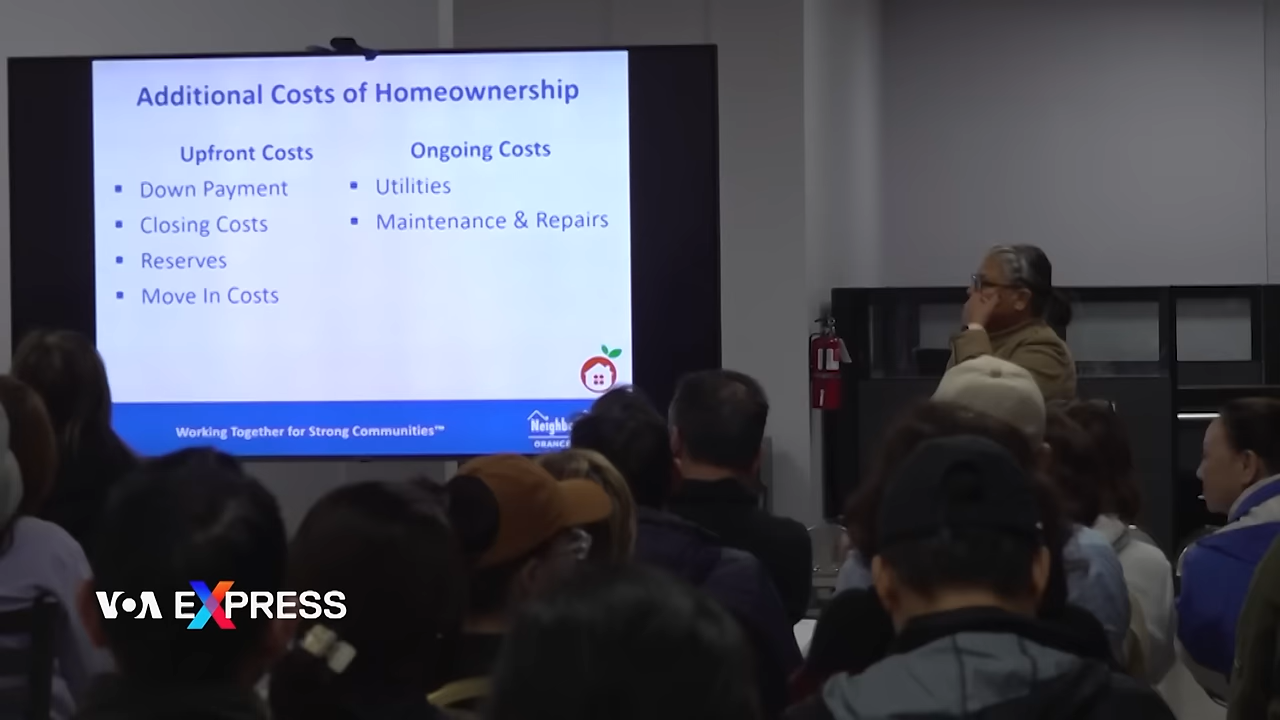 Additional Costs of Homeownership
Upfront Costs
Down Payment
Closing Costs
Reserves
Move In Costs
Ongoing Costs
Utilities
Maintenance & Repairs
Working Together for Strong Communities™
VOA EXPRESS